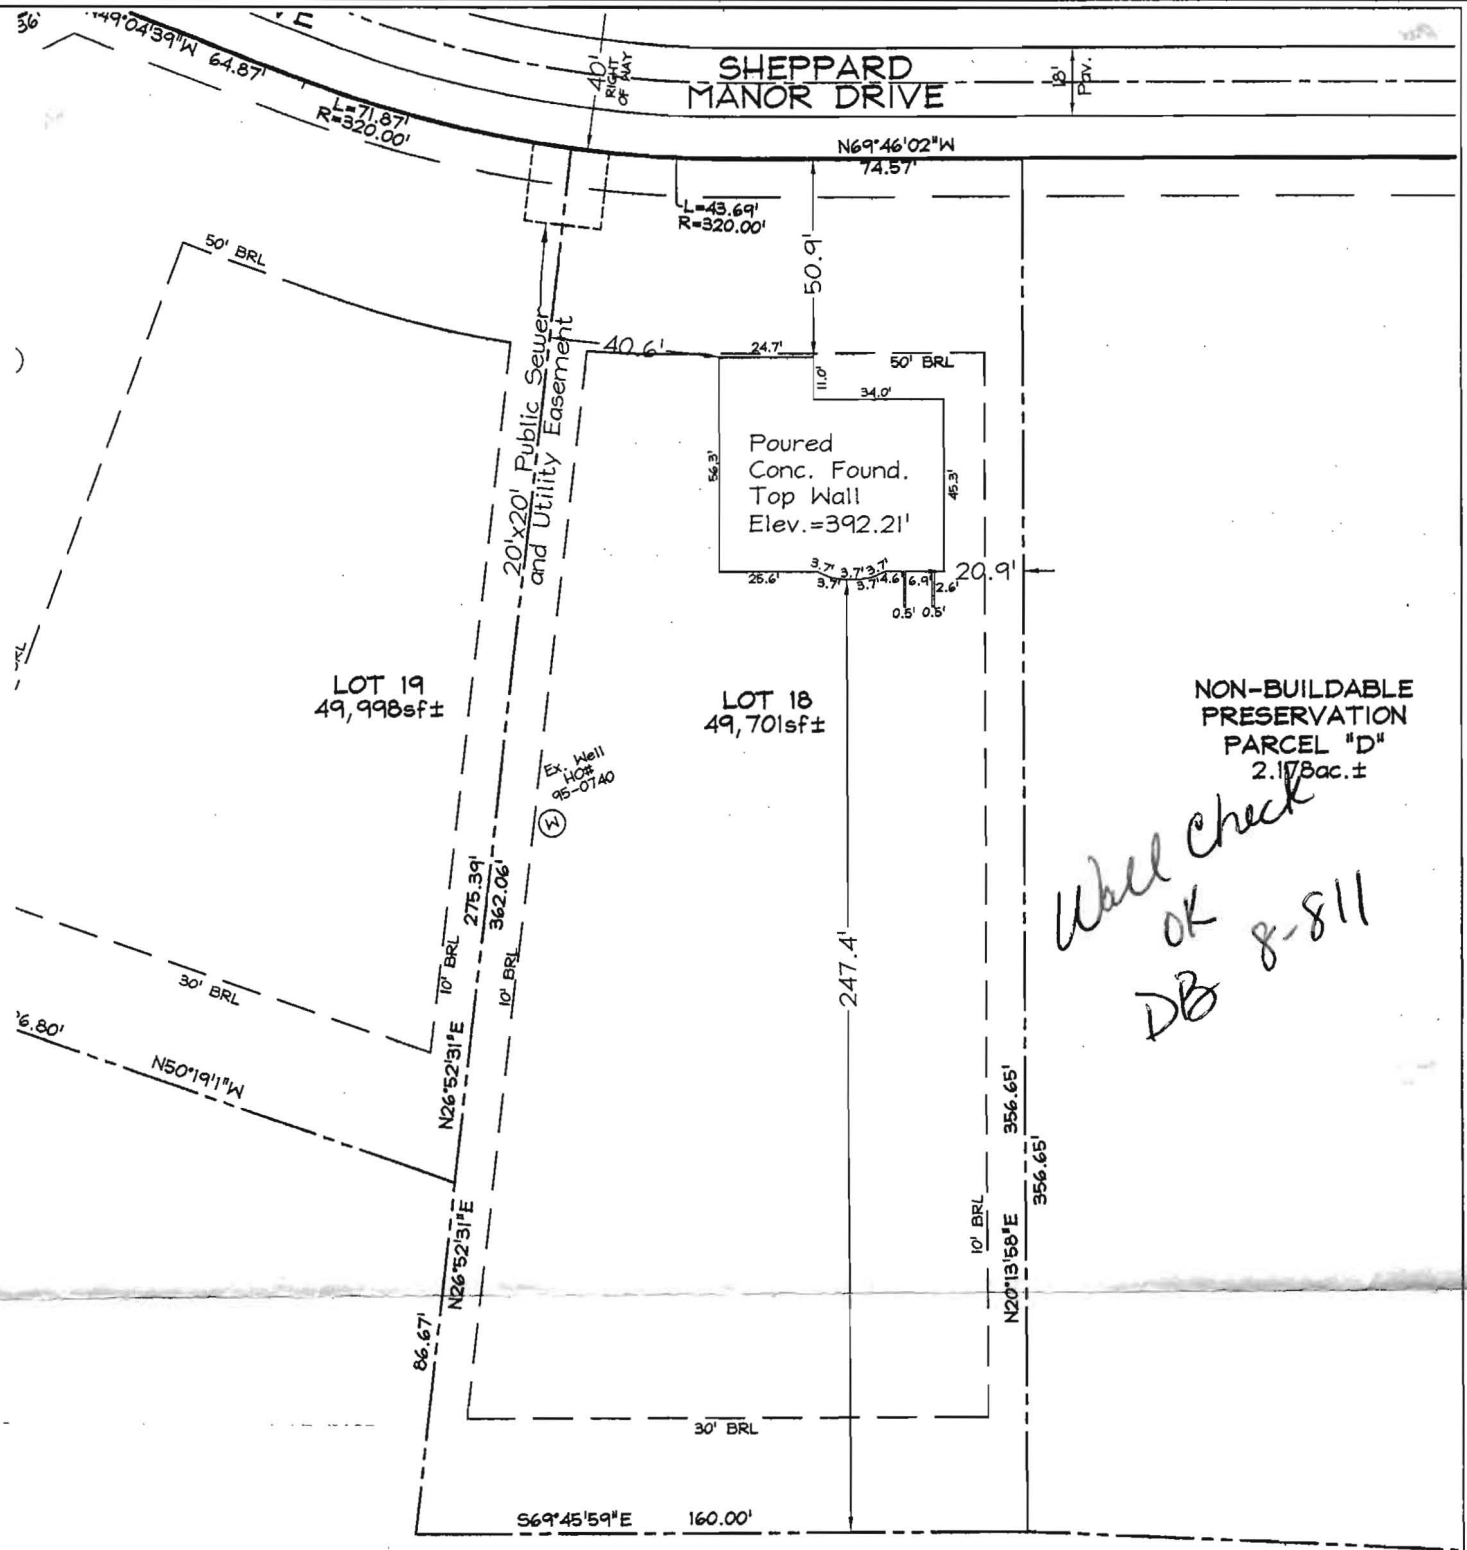 36'
N49°04'39"W
64.87'
VE
L=71.87'
R=320.00'
40'
RIGHT
OF WAY
SHEPPARD
MANOR DRIVE
18'
Pav.
N69°46'02"W
74.57'
L=43.69'
R=320.00'
50' BRL
50.9'
20'x20' Public Sewer
and Utility Easement
40.6'
24.7'
11.0'
50' BRL
34.0'
)
56.3'
Poured
Conc. Found.
Top Wall
Elev.=392.21'
45.3'
25.6'
3.7' 3.7' 3.7'
3.7' 3.7' 4.6' 6.9' 2.6'
0.5' 0.5'
20.9'
LOT 19
49,998sf±
LOT 18
49,701sf±
NON-BUILDABLE
PRESERVATION
PARCEL "D"
2.178ac.±
Ex. Well
HO#
95-0740
W
Wall Check
OK
DB 8-811
275.39'
362.06'
10' BRL
10' BRL
247.4'
30' BRL
6.80'
N50°19'1"W
N26°52'31"E
356.65'
356.65'
N26°52'31"E
10' BRL
N20°13'58"E
86.67'
30' BRL
S69°45'59"E 160.00'